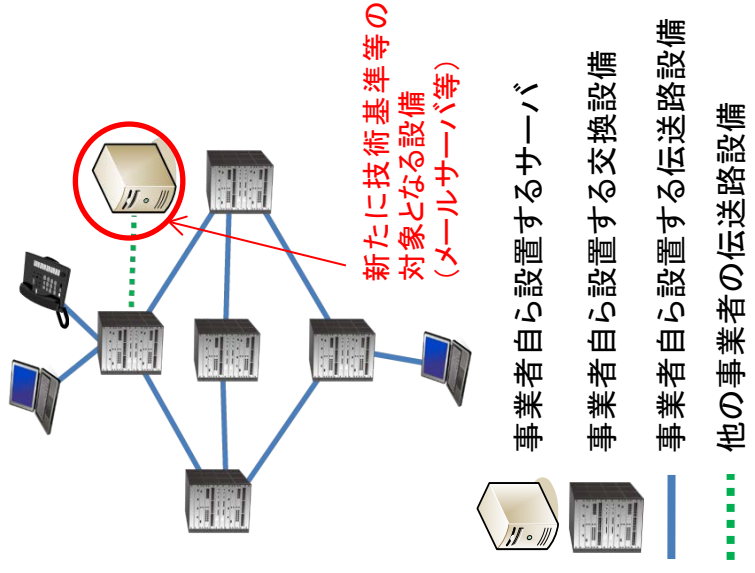 新たに技術基準等の
対象となる設備
（メールサーバ等）
事業者自ら設置するサーバ
事業者自ら設置する交換設備
事業者自ら設置する伝送路設備
他の事業者の伝送路設備